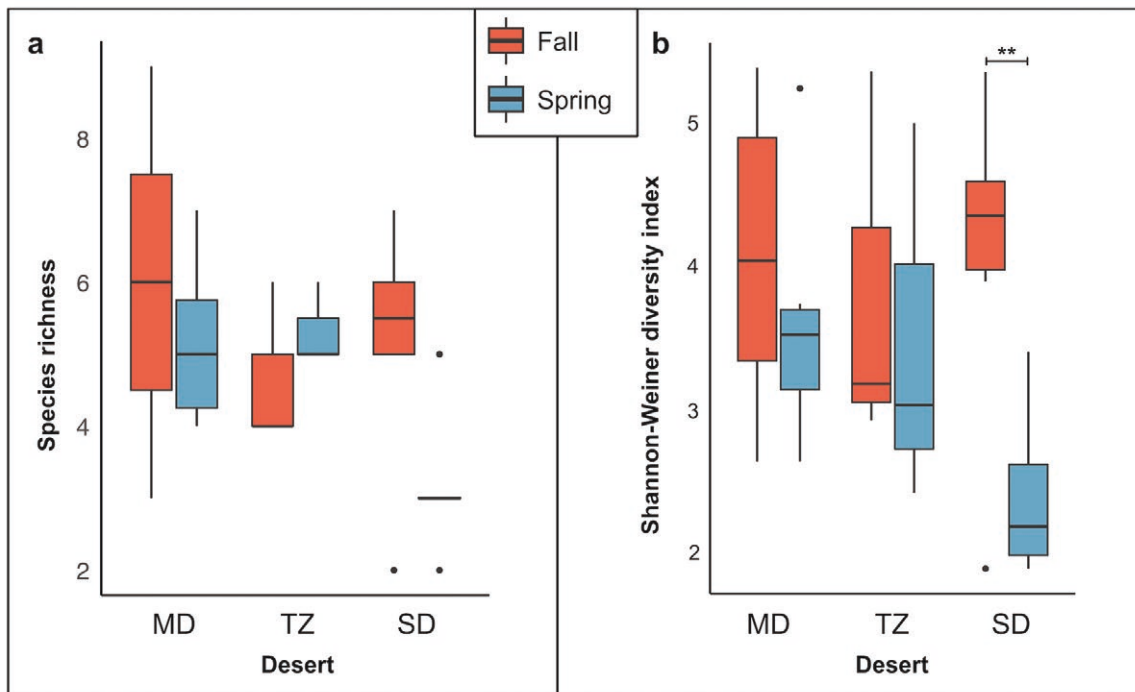 a
Fall
Spring
Species richness
8
6
4
2
MD TZ SD
Desert
b
**
Shannon-Weiner diversity index
5
4
3
2
MD TZ SD
Desert